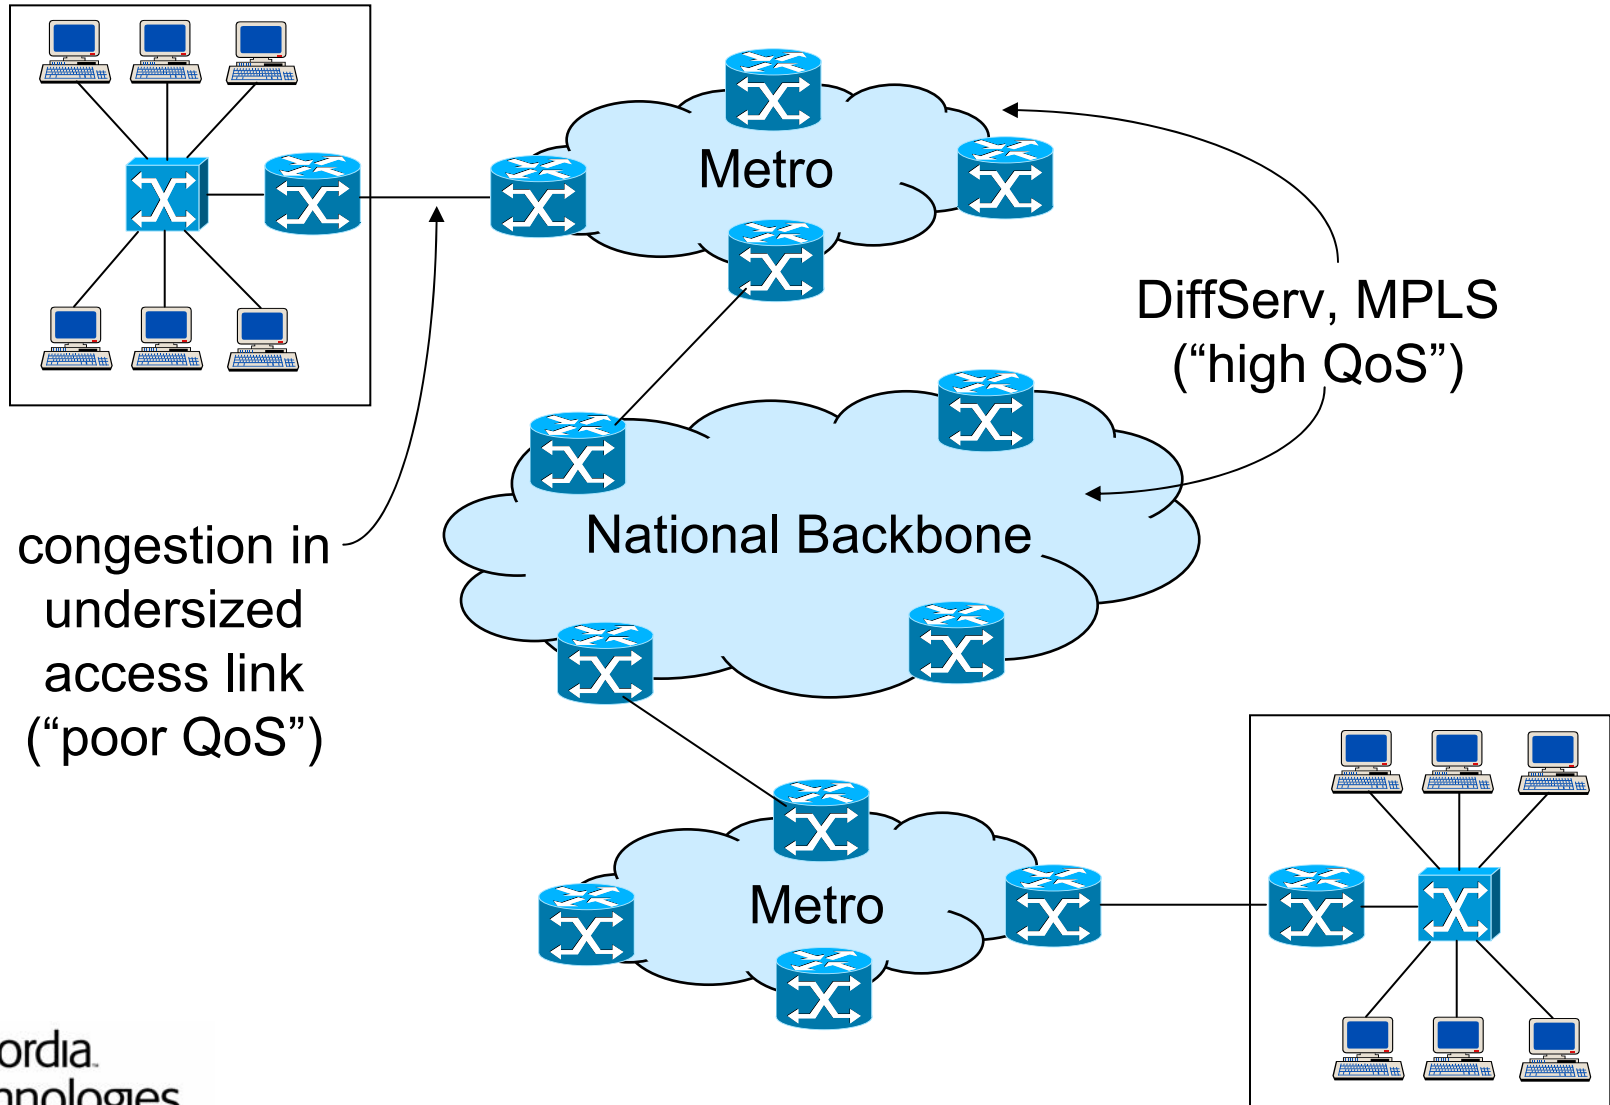 Metro
DiffServ, MPLS
(“high QoS”)
National Backbone
congestion in
undersized
access link
(“poor QoS”)
Metro